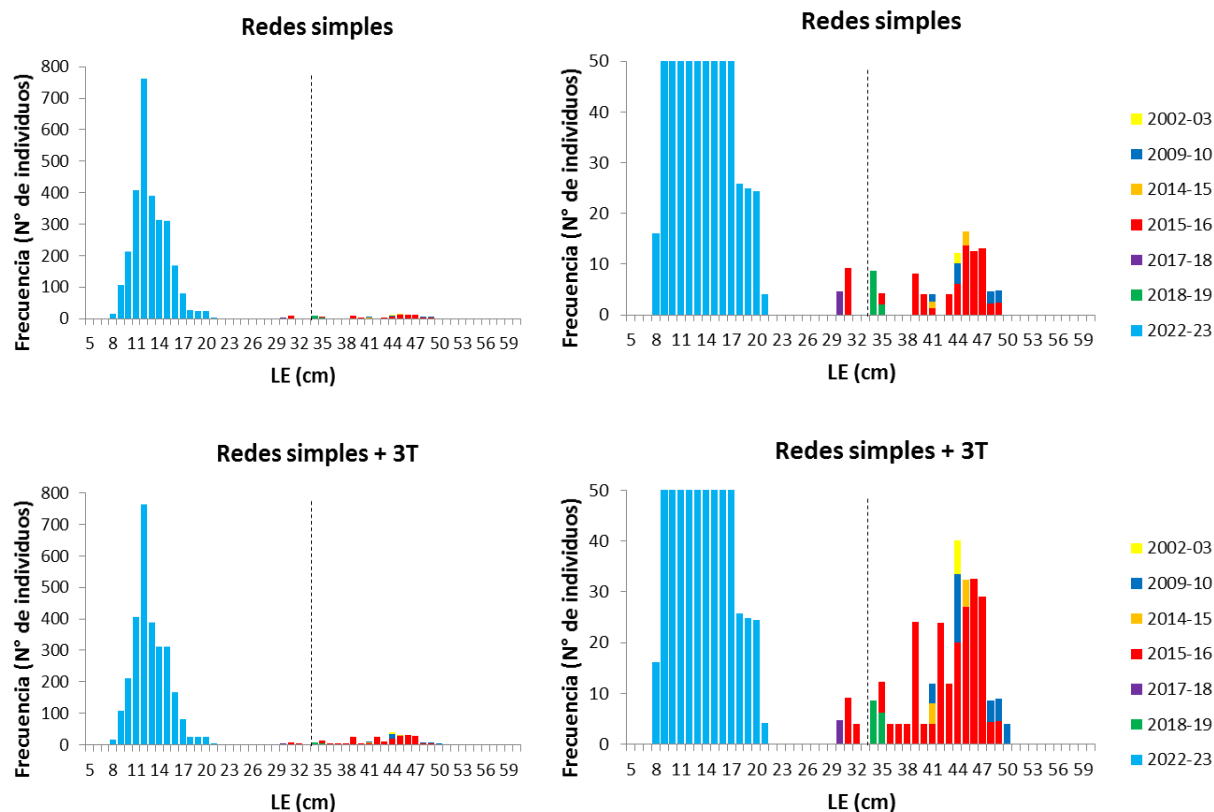 Redes simples
Frecuencia (N° de individuos)
800
700
600
500
400
300
200
100
0
5 8 11 14 17 20 23 26 29 32 35 38 41 44 47 50 53 56 59
LE (cm)
Redes simples
Frecuencia (N° de individuos)
50
40
30
20
10
0
5 8 11 14 17 20 23 26 29 32 35 38 41 44 47 50 53 56 59
LE (cm)
2002-03
2009-10
2014-15
2015-16
2017-18
2018-19
2022-23
Redes simples + 3T
Frecuencia (N° de individuos)
800
700
600
500
400
300
200
100
0
5 8 11 14 17 20 23 26 29 32 35 38 41 44 47 50 53 56 59
LE (cm)
Redes simples + 3T
Frecuencia (N° de individuos)
50
40
30
20
10
0
5 8 11 14 17 20 23 26 29 32 35 38 41 44 47 50 53 56 59
LE (cm)
2002-03
2009-10
2014-15
2015-16
2017-18
2018-19
2022-23